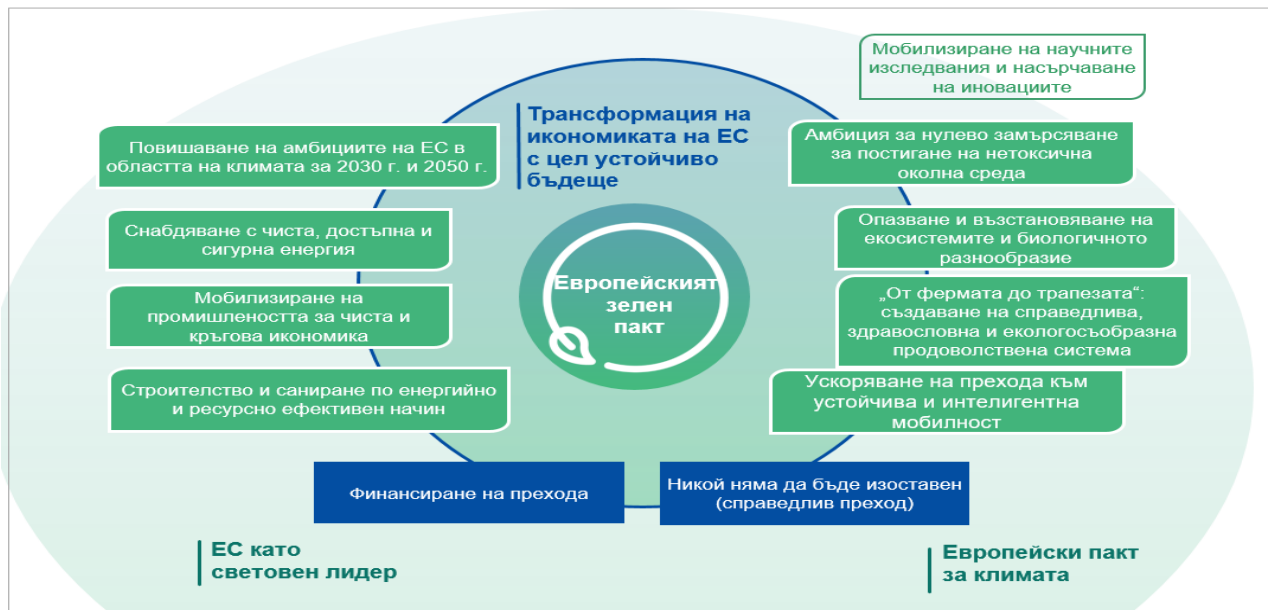 Мобилизиране на научните
изследвания и насърчаване
на иновациите
Трансформация на
икономиката на ЕС
с цел устойчиво
бъдеще
Повишаване на амбициите на ЕС в
областта на климата за 2030 г. и 2050 г.
Амбиция за нулево замърсяване
за постигане на нетоксична
околна среда
Снабдяване с чиста, достъпна и
сигурна енергия
Опазване и възстановяване на
екосистемите и биологичното
разнообразие
Европейският
зелен
пакт
Мобилизиране на
промишлеността за чиста и
кръгова икономика
„От фермата до трапезата“:
създаване на справедлива,
здравословна и екологосъобразна
продоволствена система
Строителство и саниране по енергийно
и ресурсно ефективен начин
Ускоряване на прехода към
устойчива и интелигентна
мобилност
Финансиране на прехода
Никой няма да бъде изоставен
(справедлив преход)
ЕС като
световен лидер
Европейски пакт
за климата